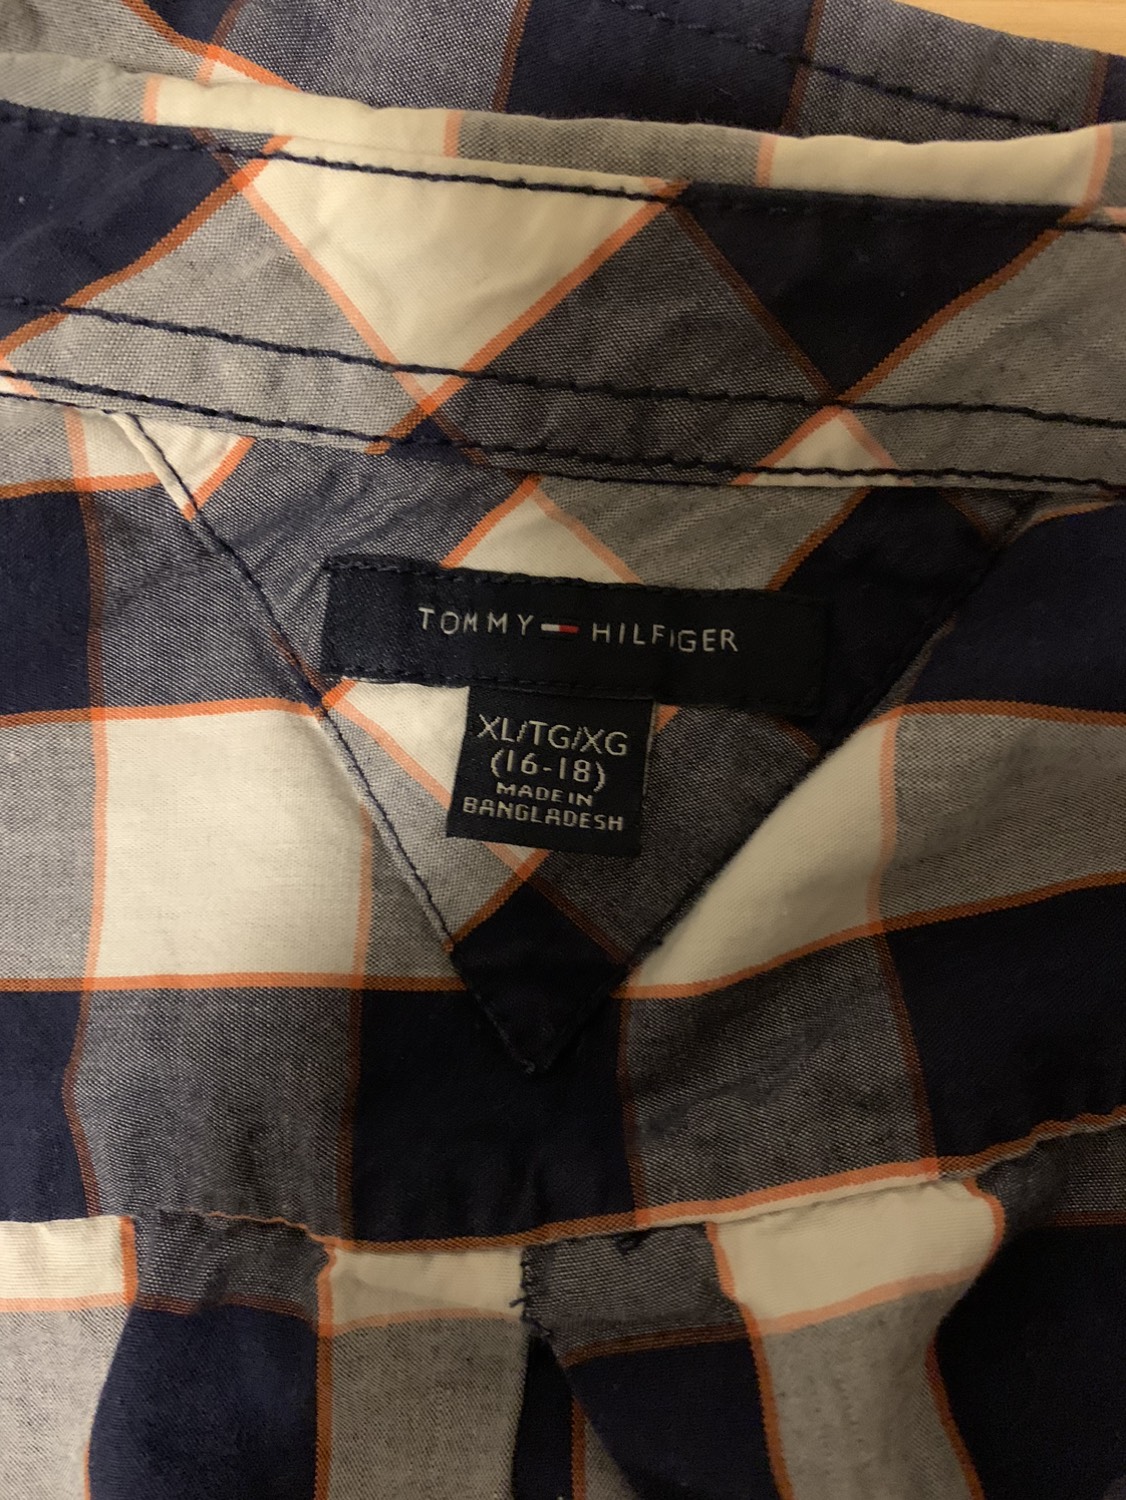 TOMMY HILFIGER
XL/TG/XG
(16-18)
MADE IN
BANGLADESH